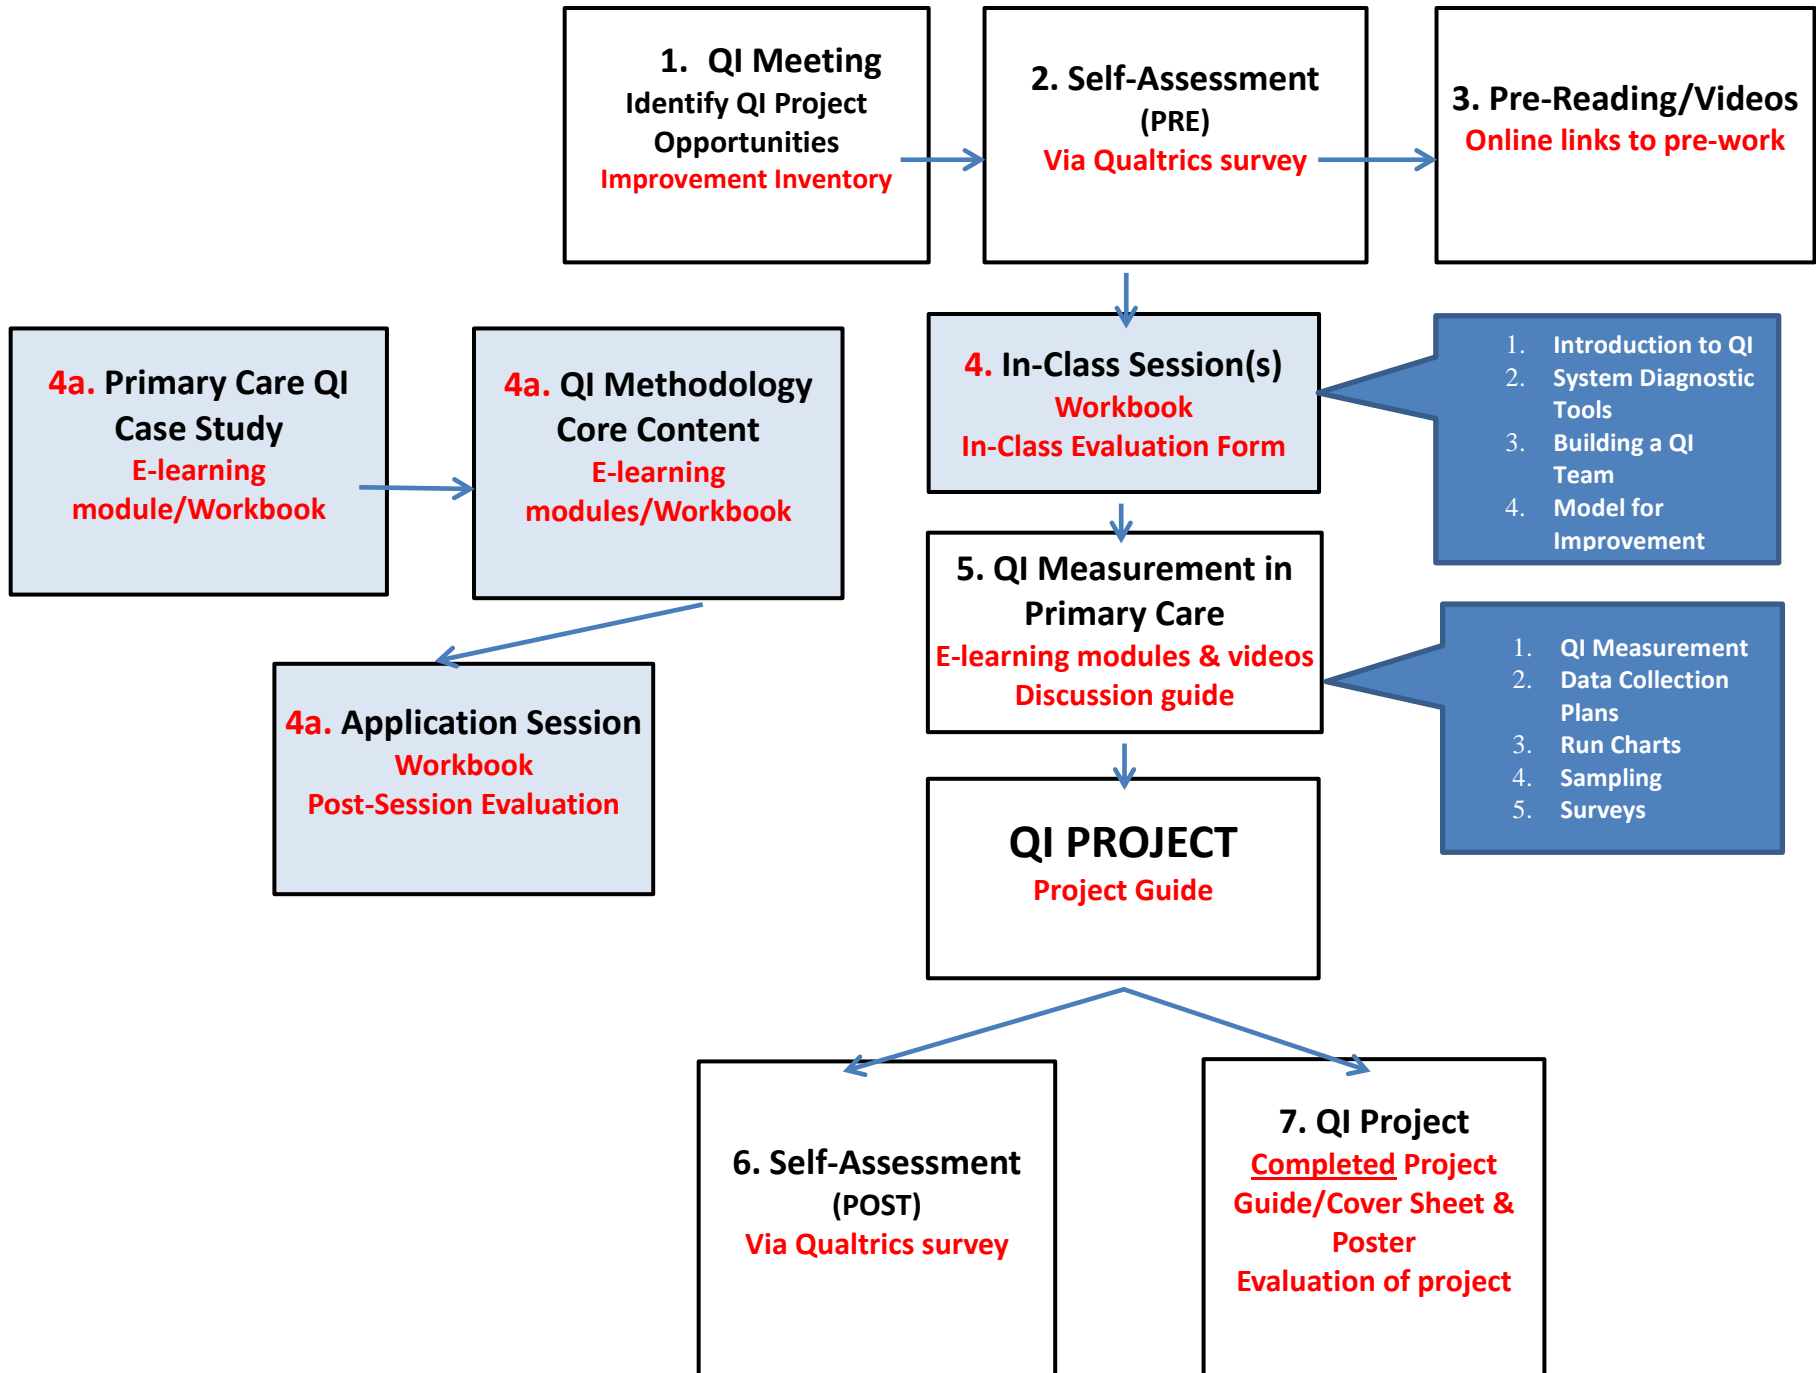 1. QI Meeting
Identify QI Project
Opportunities
Improvement Inventory
2. Self-Assessment
(PRE)
Via Qualtrics survey
3. Pre-Reading/Videos
Online links to pre-work
4a. Primary Care QI
Case Study
E-learning
module/Workbook
4a. QI Methodology
Core Content
E-learning
modules/Workbook
4. In-Class Session(s)
Workbook
In-Class Evaluation Form
1. Introduction to QI
2. System Diagnostic
Tools
3. Building a QI
Team
4. Model for
Improvement
4a. Application Session
Workbook
Post-Session Evaluation
5. QI Measurement in
Primary Care
E-learning modules & videos
Discussion guide
1. QI Measurement
2. Data Collection
Plans
3. Run Charts
4. Sampling
5. Surveys
QI PROJECT
Project Guide
6. Self-Assessment
(POST)
Via Qualtrics survey
7. QI Project
Completed Project
Guide/Cover Sheet &
Poster
Evaluation of project